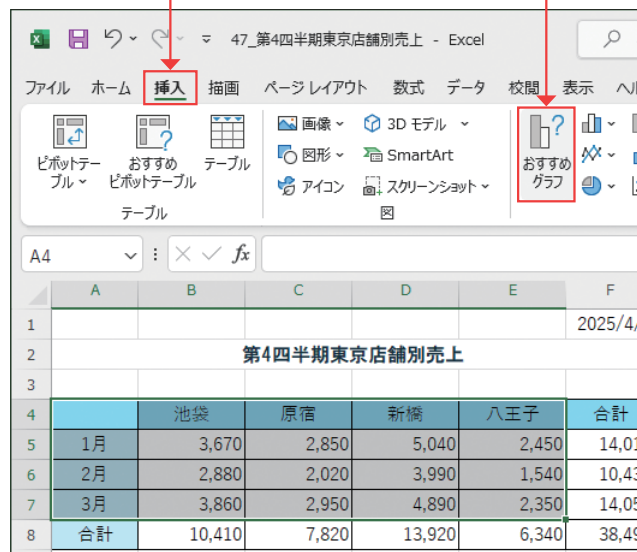 47_第4四半期東京店舗別売上 - Excel
ファイル ホーム 挿入 描画 ページ レイアウト 数式 データ 校閲 表示
ピボットテーブル おすすめピボットテーブル テーブル
画像 3D モデル
図形 SmartArt
アイコン スクリーンショット
おすすめグラフ
テーブル 図
A4 fx
A B C D E F
1 2025/4/
2 第4四半期東京店舗別売上
3
4 池袋 原宿 新橋 八王子 合計
5 1月 3,670 2,850 5,040 2,450 14,01
6 2月 2,880 2,020 3,990 1,540 10,43
7 3月 3,860 2,950 4,890 2,350 14,05
8 合計 10,410 7,820 13,920 6,340 38,49